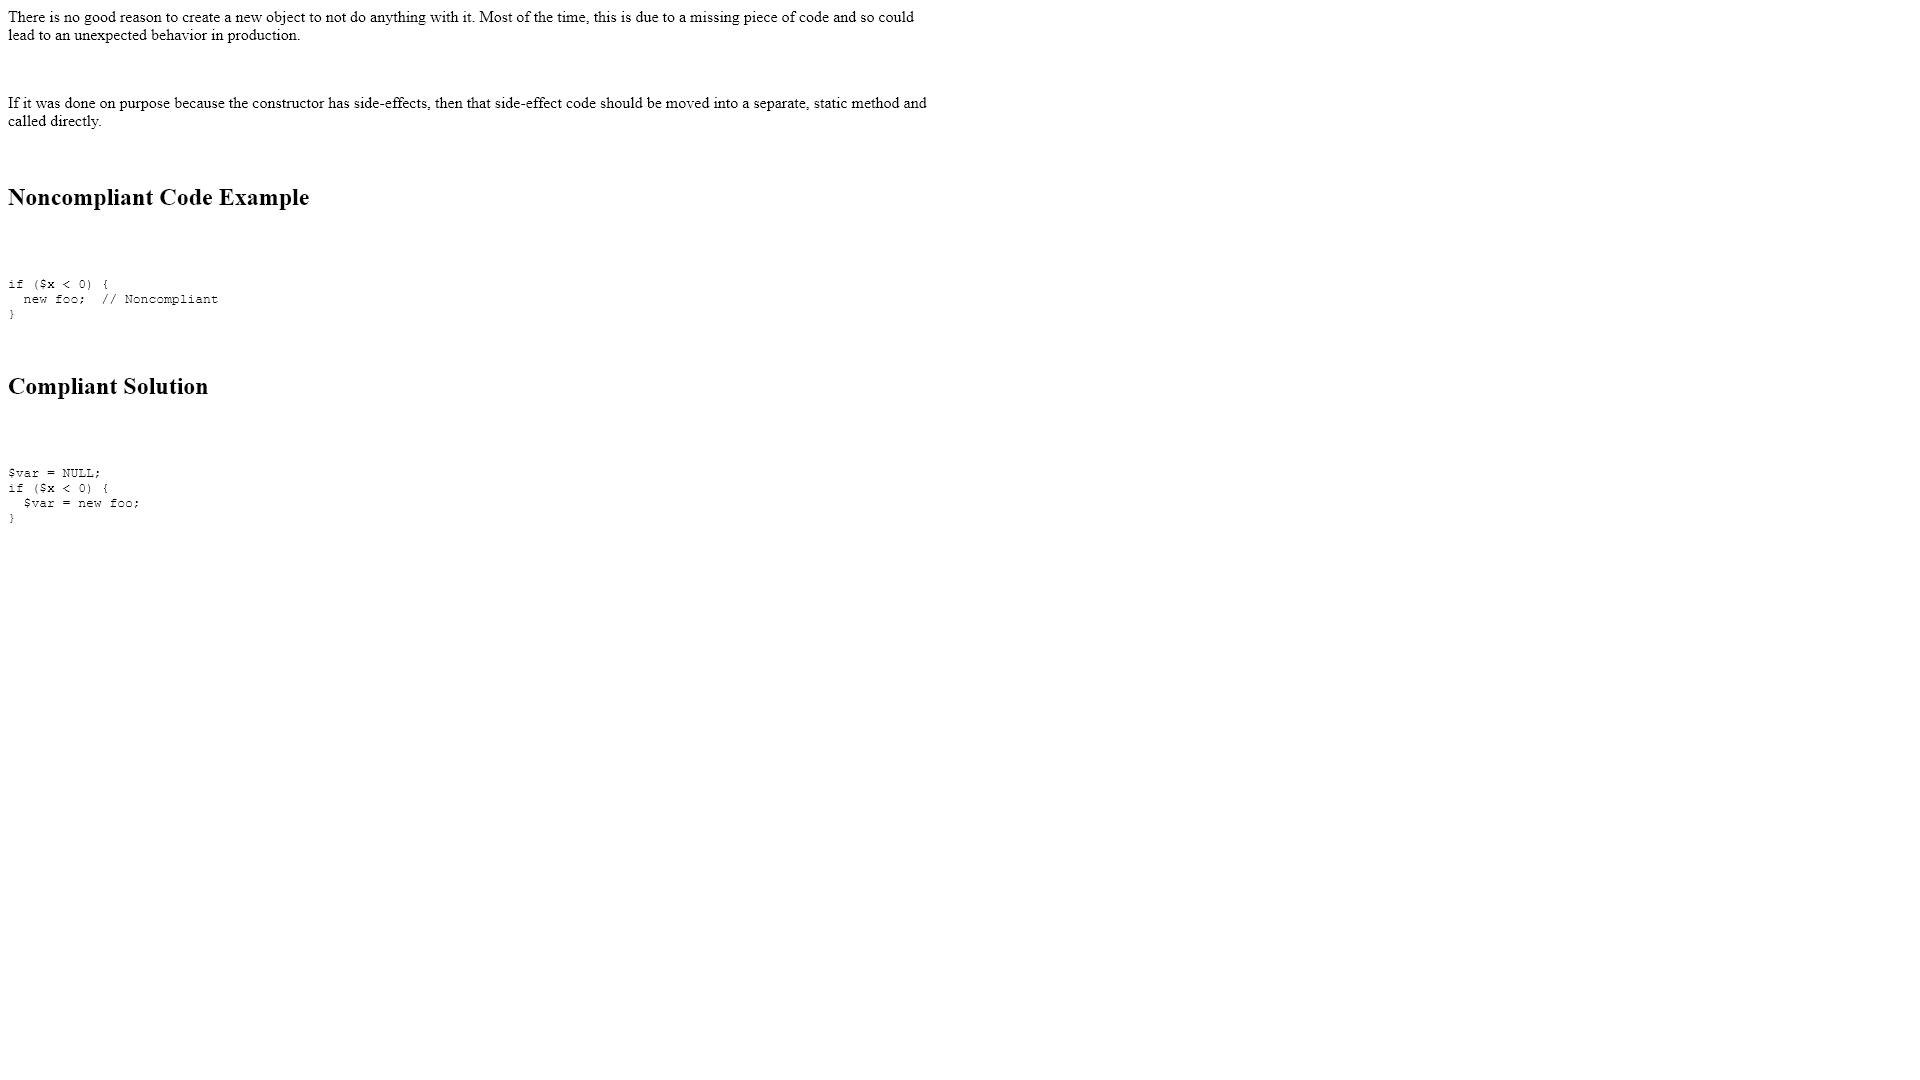 There is no good reason to create a new object to not do anything with it. Most of the time, this is due to a missing piece of code and so could
lead to an unexpected behavior in production.
If it was done on purpose because the constructor has side-effects, then that side-effect code should be moved into a separate, static method and
called directly.
Noncompliant Code Example
if ($x < 0) {
  new foo;  // Noncompliant
}
Compliant Solution
$var = NULL;
if ($x < 0) {
  $var = new foo;
}